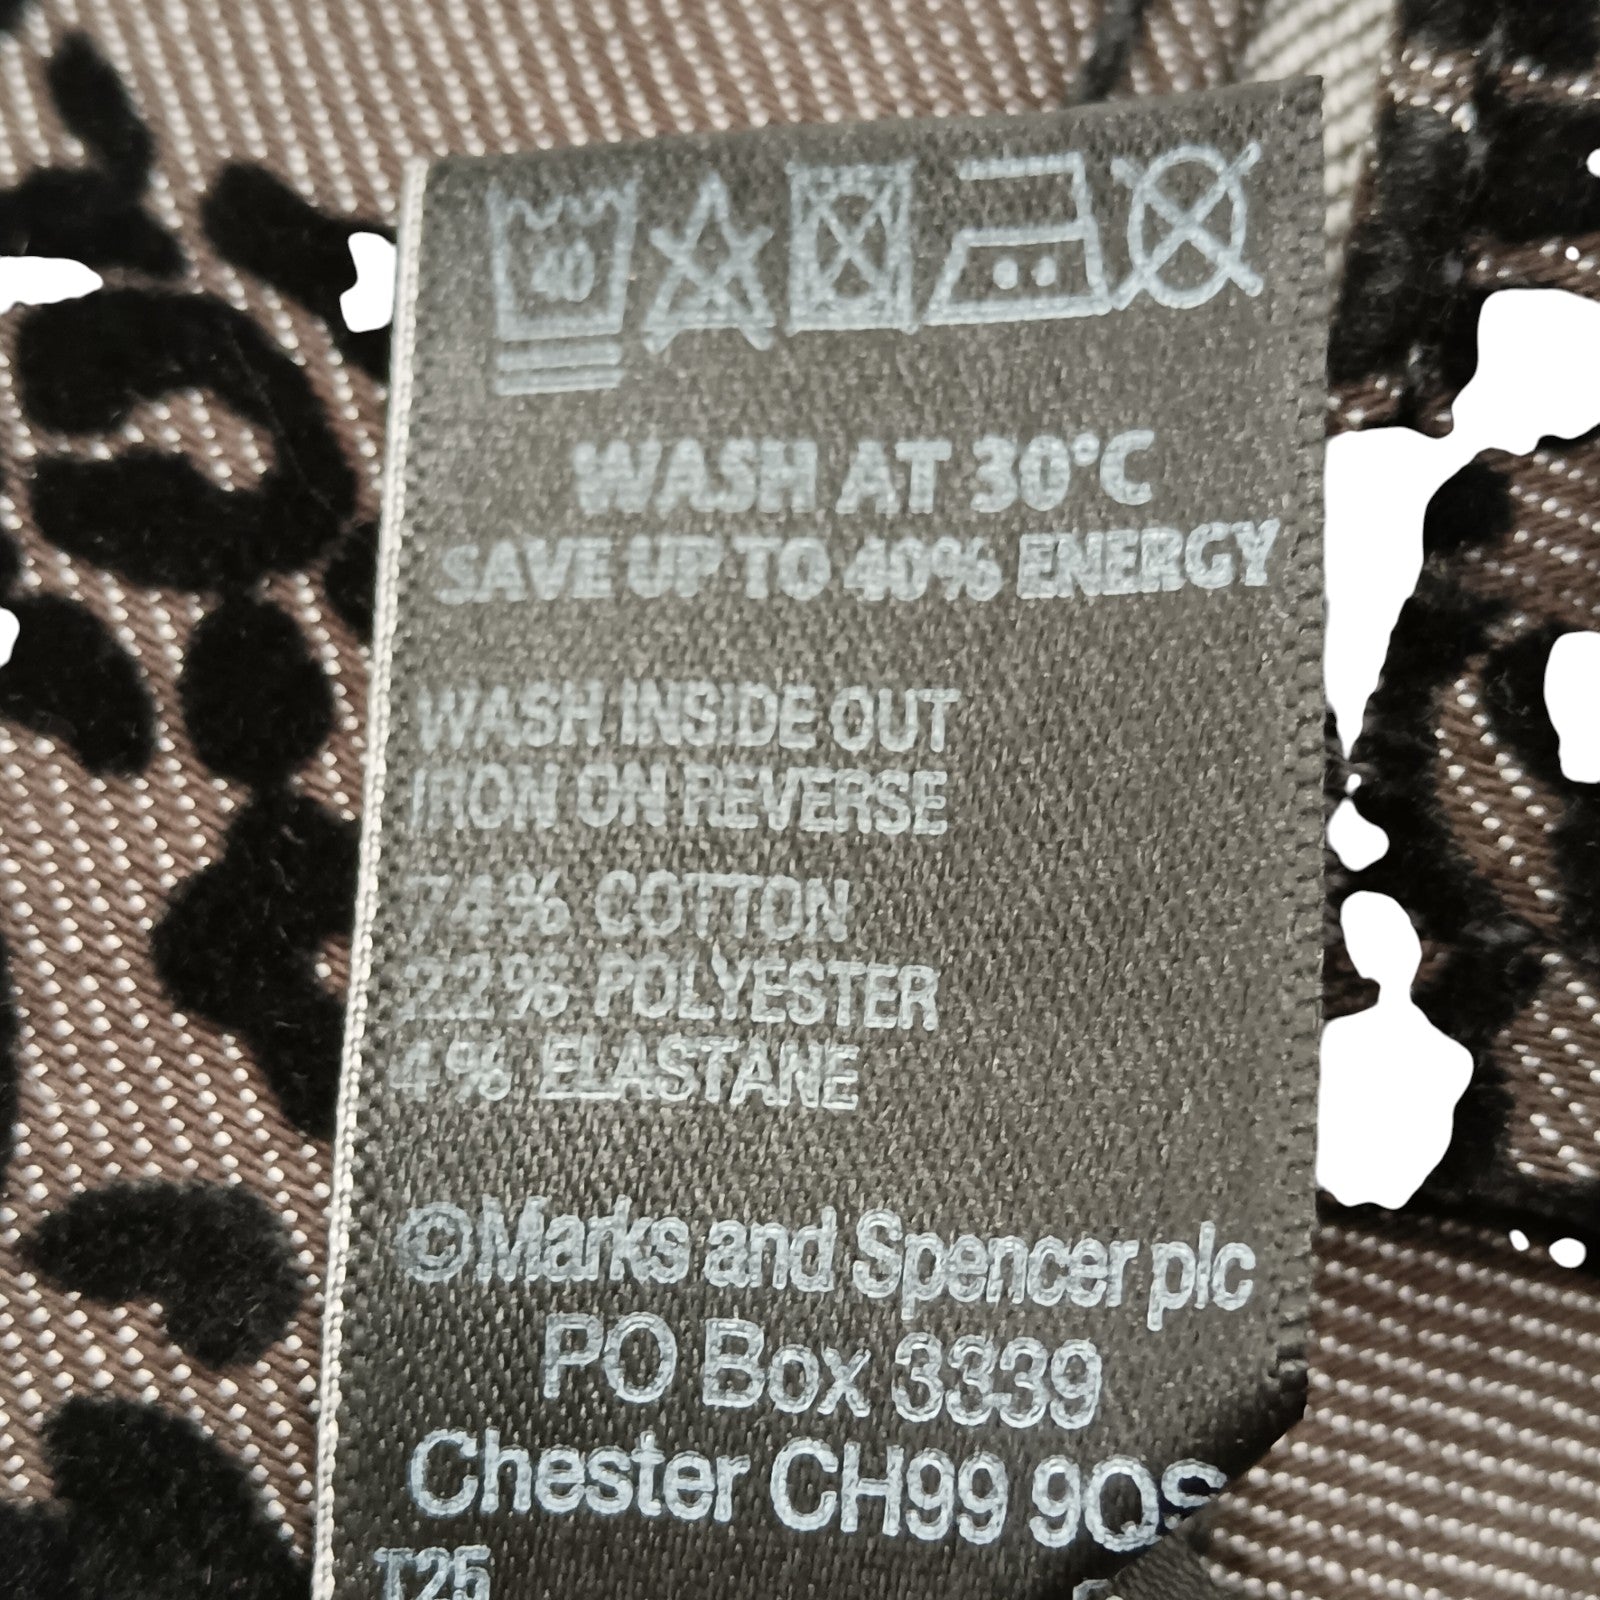 40
WASH AT 30°C
SAVE UP TO 40% ENERGY
WASH INSIDE OUT
IRON ON REVERSE
74% COTTON
22% POLYESTER
4% ELASTANE
©Marks and Spencer plc
PO Box 3339
Chester CH99 9QS
T25